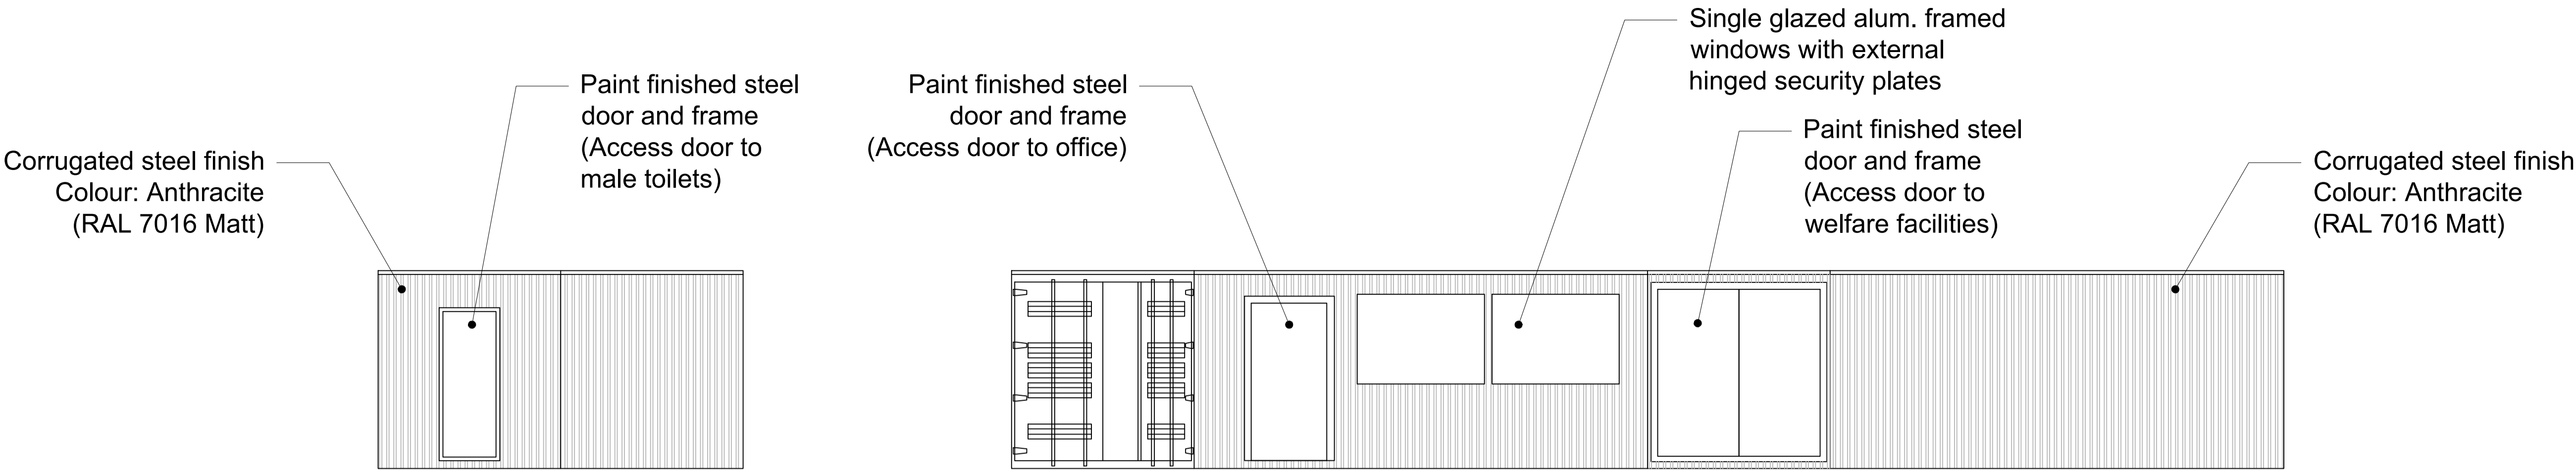 Corrugated steel finish
Colour: Anthracite
(RAL 7016 Matt)
Paint finished steel
door and frame
(Access door to
male toilets)
Paint finished steel
door and frame
(Access door to office)
Single glazed alum. framed
windows with external
hinged security plates
Paint finished steel
door and frame
(Access door to
welfare facilities)
Corrugated steel finish
Colour: Anthracite
(RAL 7016 Matt)